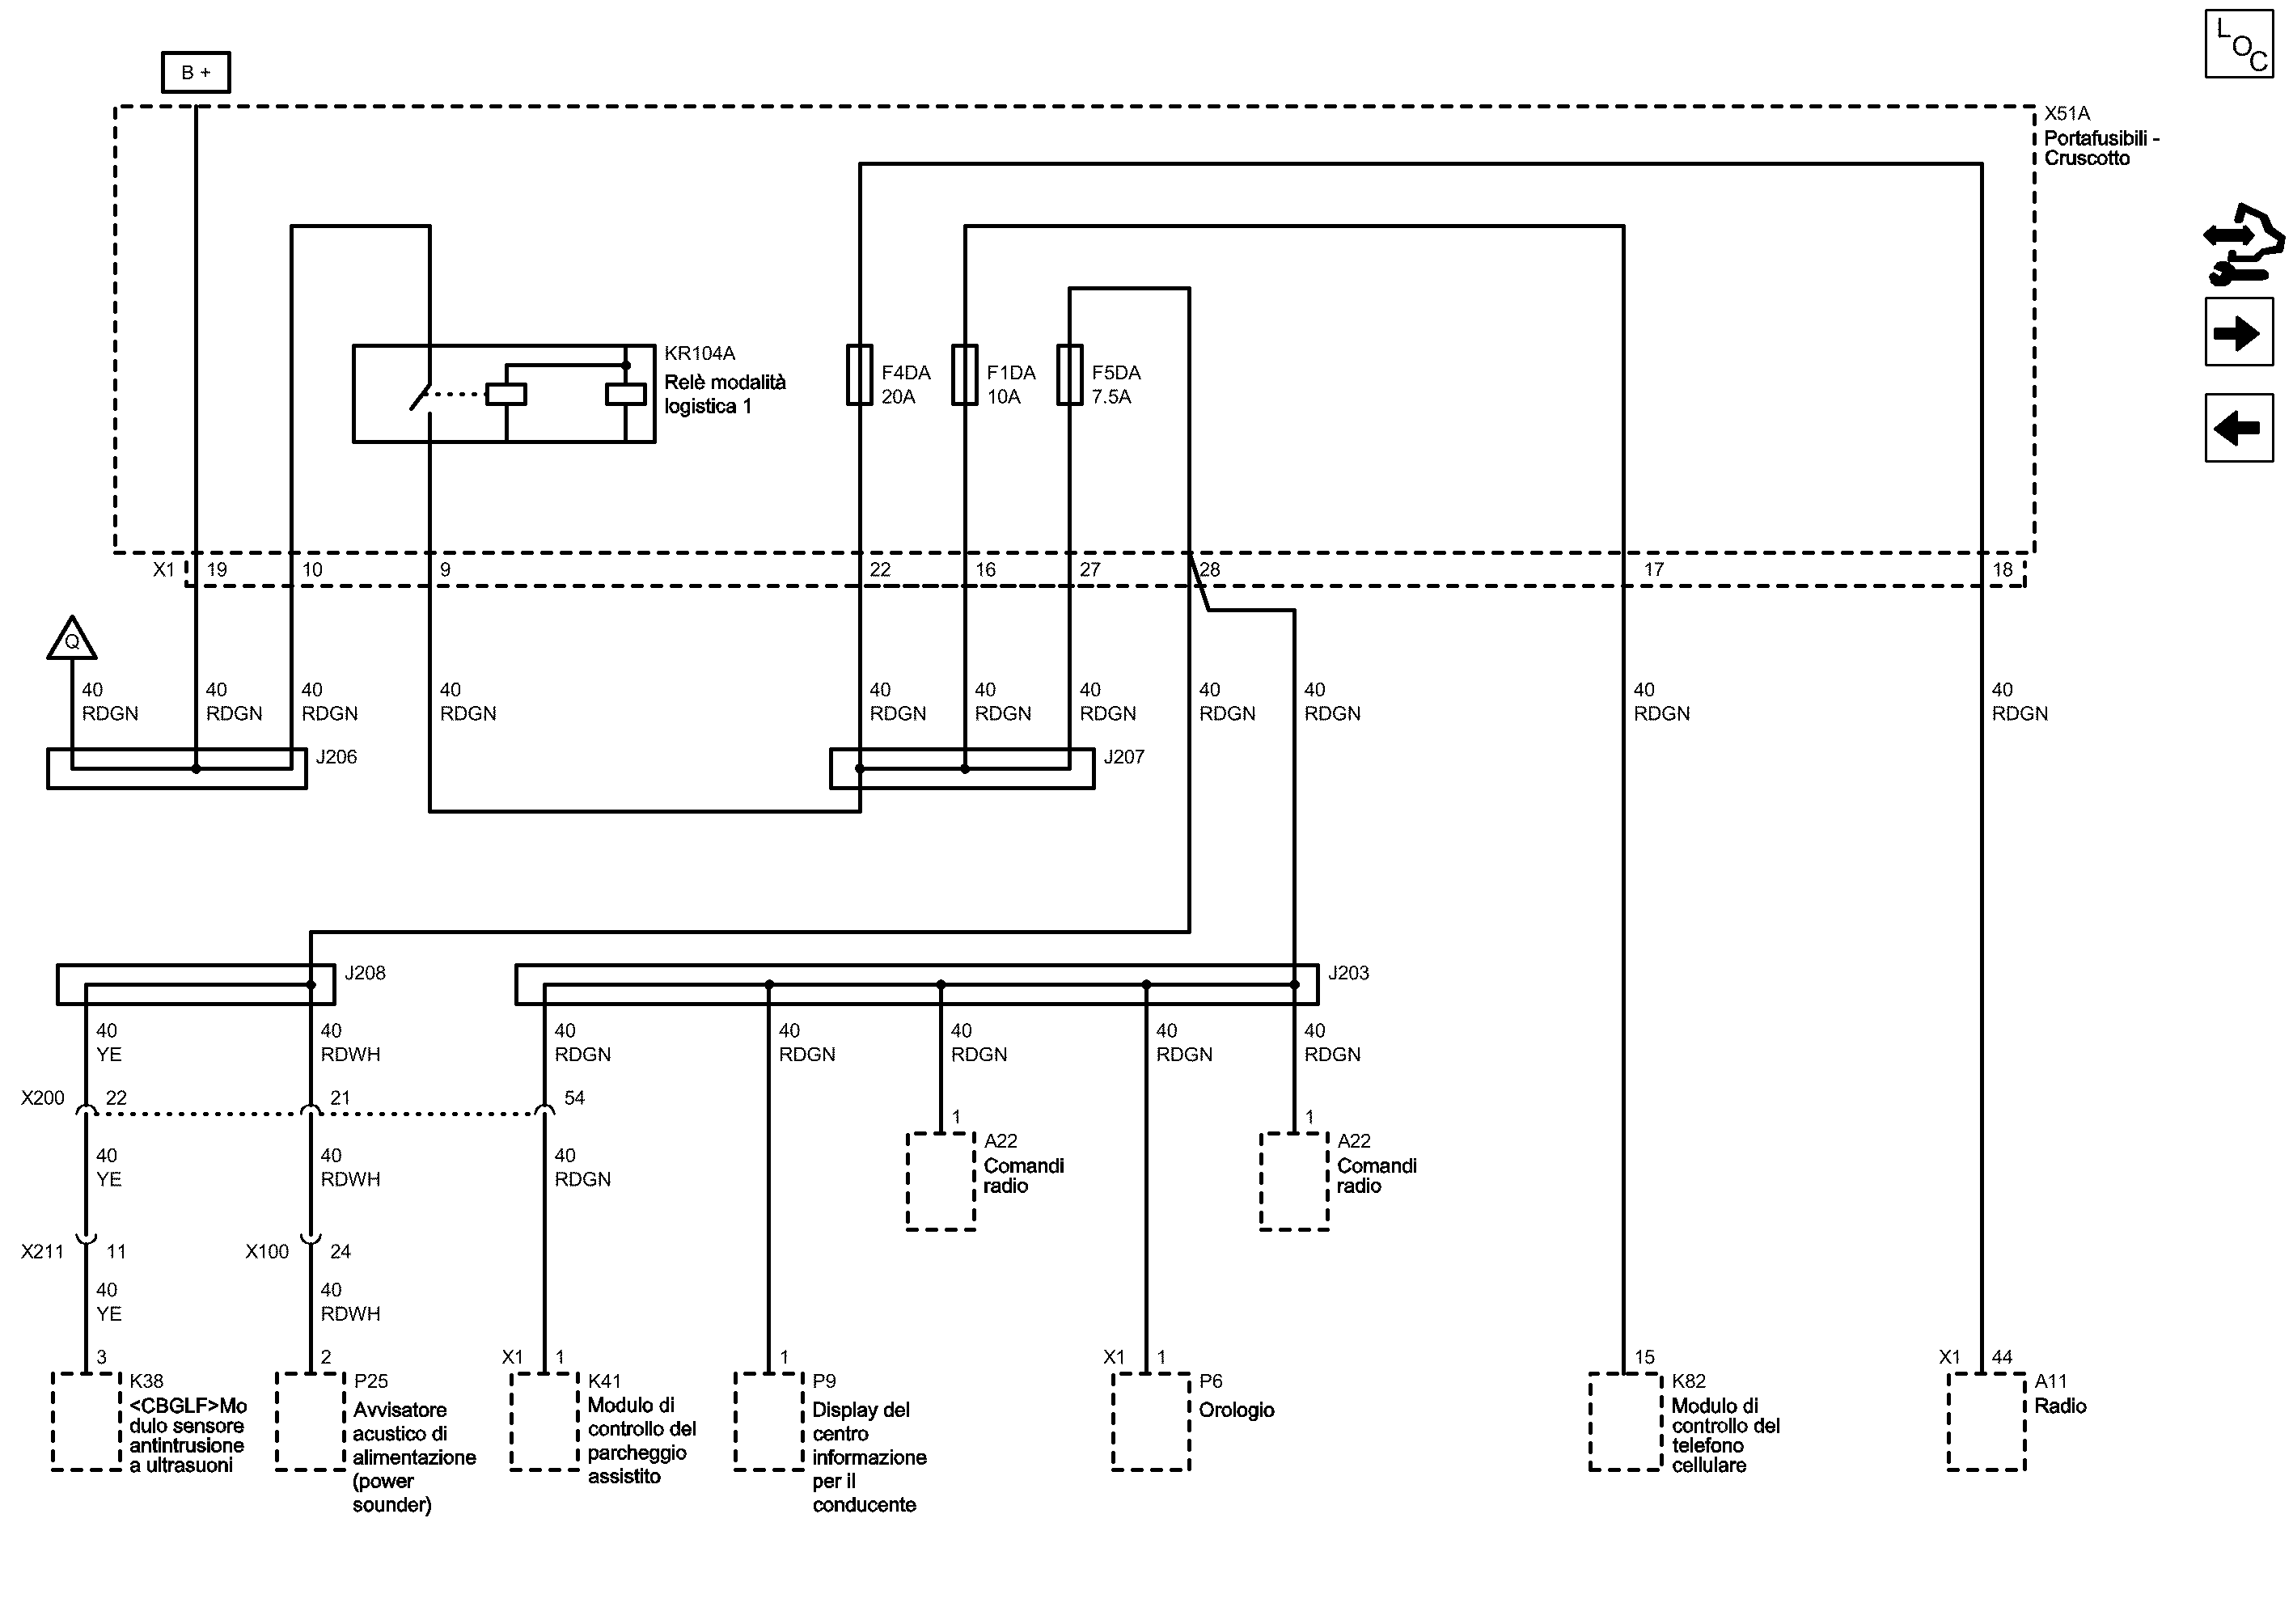 L
O
C
B +
X51A
Portafusibili -
Cruscotto
KR104A
Relè modalità
logistica 1
F4DA
20A
F1DA
10A
F5DA
7.5A
X1 19 10 9 22 16 27 28 17 18
Q
40 40 40 40 40 40 40 40 40 40 40
RDGN RDGN RDGN RDGN RDGN RDGN RDGN RDGN RDGN RDGN RDGN
J206
J207
J208
J203
40 40 40 40 40 40 40
YE RDWH RDGN RDGN RDGN RDGN RDGN
X200 22 21 54
1
A22
Comandi
radio
1
A22
Comandi
radio
40 40 40
YE RDWH RDGN
X211 11 X100 24
40 40
YE RDWH
3
K38
<CBGLF>Mo
dulo sensore
antintrusione
a ultrasuoni
2
P25
Avvisatore
acustico di
alimentazione
(power
sounder)
X1 1
K41
Modulo di
controllo del
parcheggio
assistito
1
P9
Display del
centro
informazione
per il
conducente
X1 1
P6
Orologio
15
K82
Modulo di
controllo del
telefono
cellulare
X1 44
A11
Radio